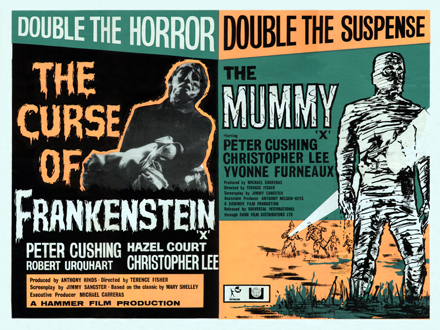 DOUBLE THE HORROR
THE
CURSE
OF
FRANKENSTEIN
'X'
PETER CUSHING
HAZEL COURT
ROBERT URQUHART
CHRISTOPHER LEE
Produced by ANTHONY HINDS · Directed by TERENCE FISHER
Screenplay by JIMMY SANGSTER · Based on the classic by MARY SHELLEY
Executive Producer MICHAEL CARRERAS
A HAMMER FILM PRODUCTION
DOUBLE THE SUSPENSE
THE
MUMMY
'X'
starring
PETER CUSHING
CHRISTOPHER LEE
YVONNE FURNEAUX
Produced by MICHAEL CARRERAS
Directed by TERENCE FISHER
Screenplay by JIMMY SANGSTER
Associate Producer ANTHONY NELSON-KEYS
A HAMMER FILM PRODUCTION
Released by UNIVERSAL INTERNATIONAL
through RANK FILM DISTRIBUTORS LTD